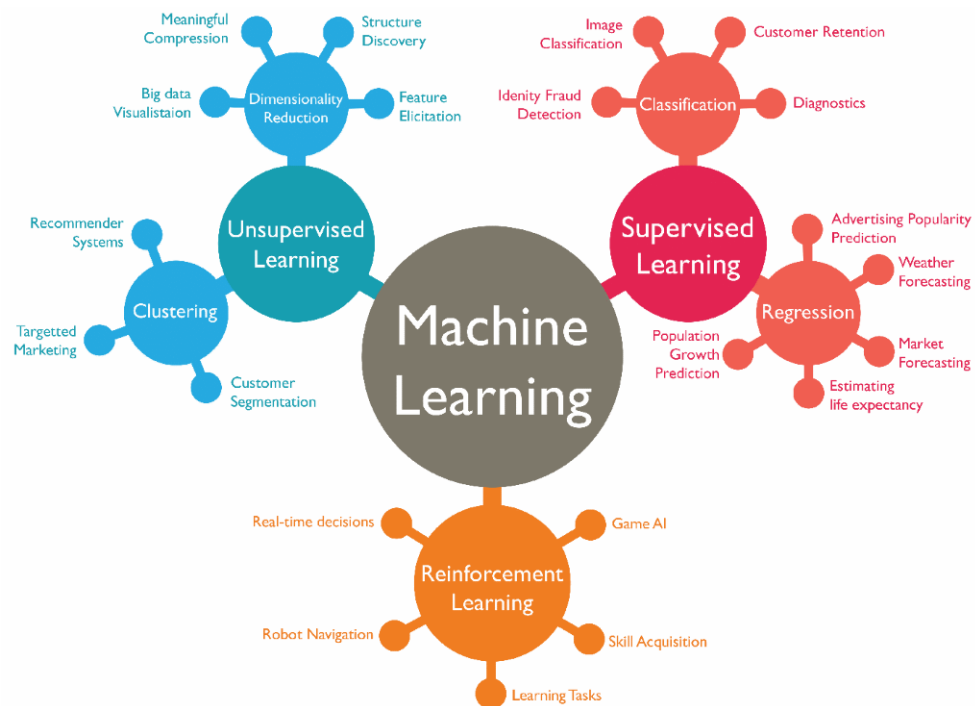 Meaningful
Compression
Structure
Discovery
Big data
Visualistaion
Dimensionality
Reduction
Feature
Elicitation
Unsupervised
Learning
Recommender
Systems
Clustering
Targetted
Marketing
Customer
Segmentation
Image
Classification
Customer Retention
Idenity Fraud
Detection
Classification
Diagnostics
Supervised
Learning
Advertising Popularity
Prediction
Weather
Forecasting
Regression
Population
Growth
Prediction
Market
Forecasting
Estimating
life expectancy
Machine
Learning
Real-time decisions
Game AI
Reinforcement
Learning
Robot Navigation
Skill Acquisition
Learning Tasks